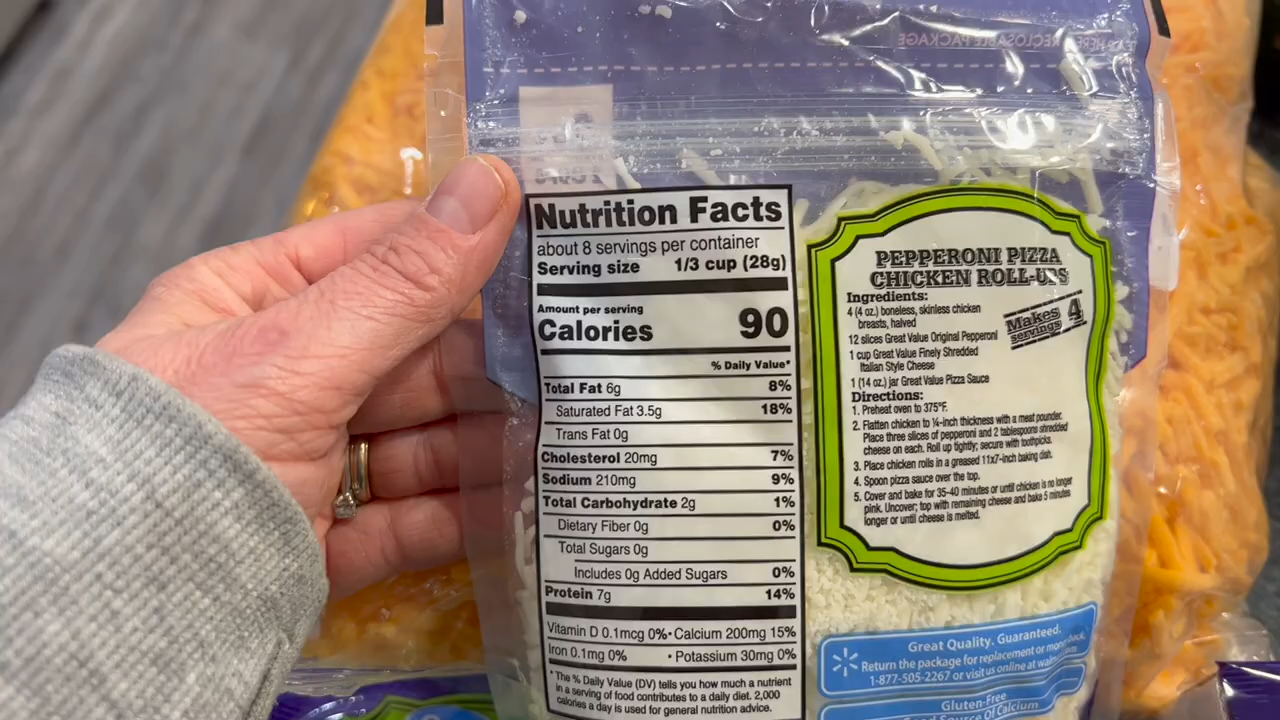 RECLOSABLE PACKAGE
Nutrition Facts
about 8 servings per container
Serving size 1/3 cup (28g)
Amount per serving
Calories 90
% Daily Value*
Total Fat 6g 8%
Saturated Fat 3.5g 18%
Trans Fat 0g
Cholesterol 20mg 7%
Sodium 210mg 9%
Total Carbohydrate 2g 1%
Dietary Fiber 0g 0%
Total Sugars 0g
Includes 0g Added Sugars 0%
Protein 7g 14%
Vitamin D 0.1mcg 0% • Calcium 200mg 15%
Iron 0.1mg 0% • Potassium 30mg 0%
* The % Daily Value (DV) tells you how much a nutrient
in a serving of food contributes to a daily diet. 2,000
calories a day is used for general nutrition advice.
PEPPERONI PIZZA
CHICKEN ROLL-UPS
Ingredients:
4 (4 oz.) boneless, skinless chicken
breasts, halved
12 slices Great Value Original Pepperoni
1 cup Great Value Finely Shredded
Italian Style Cheese
1 (14 oz.) jar Great Value Pizza Sauce
Makes 4
servings
Directions:
1. Preheat oven to 375°F.
2. Flatten chicken to ¼-inch thickness with a meat pounder.
Place three slices of pepperoni and 2 tablespoons shredded
cheese on each. Roll up tightly; secure with toothpicks.
3. Place chicken rolls in a greased 11x7-inch baking dish.
4. Spoon pizza sauce over the top.
5. Cover and bake for 35-40 minutes or until chicken is no longer
pink. Uncover; top with remaining cheese and bake 5 minutes
longer or until cheese is melted.
Great Quality. Guaranteed.
Return the package for replacement or money back,
1-877-505-2267 or visit us online at walmart.com
Gluten-Free
Good Source Of Calcium